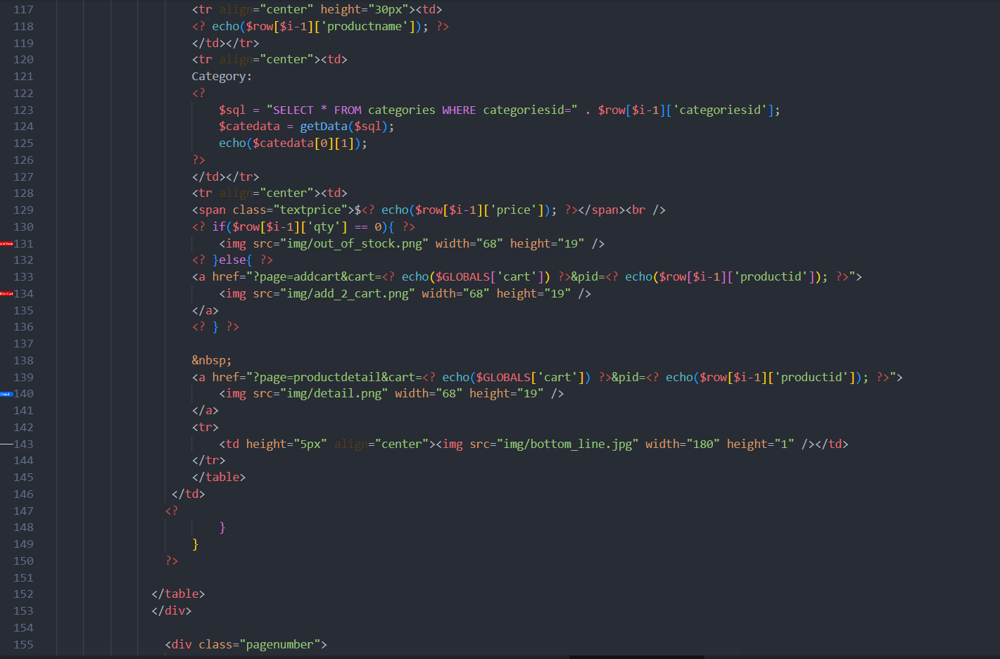 117 <tr align="center" height="30px"><td>
118 <? echo($row[$i-1]['productname']); ?>
119 </td></tr>
120 <tr align="center"><td>
121 Category:
122 <?
123 $sql = "SELECT * FROM categories WHERE categoriesid=" . $row[$i-1]['categoriesid'];
124 $catedata = getData($sql);
125 echo($catedata[0][1]);
126 ?>
127 </td></tr>
128 <tr align="center"><td>
129 <span class="textprice">$<? echo($row[$i-1]['price']); ?></span><br />
130 <? if($row[$i-1]['qty'] == 0){ ?>
131 <img src="img/out_of_stock.png" width="68" height="19" />
132 <? }else{ ?>
133 <a href="?page=addcart&cart=<? echo($GLOBALS['cart']) ?>&pid=<? echo($row[$i-1]['productid']); ?>">
134 <img src="img/add_2_cart.png" width="68" height="19" />
135 </a>
136 <? } ?>
137
138 &nbsp;
139 <a href="?page=productdetail&cart=<? echo($GLOBALS['cart']) ?>&pid=<? echo($row[$i-1]['productid']); ?>">
140 <img src="img/detail.png" width="68" height="19" />
141 </a>
142 <tr>
143 <td height="5px" align="center"><img src="img/bottom_line.jpg" width="180" height="1" /></td>
144 </tr>
145 </table>
146 </td>
147 <?
148 }
149 }
150 ?>
151
152 </table>
153 </div>
154
155 <div class="pagenumber">